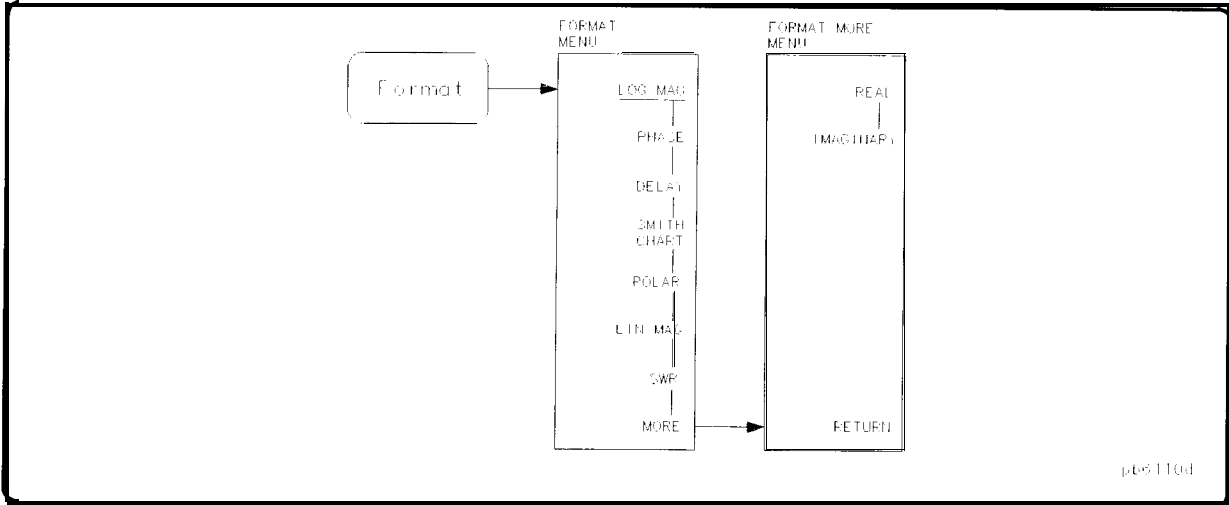 Format
FORMAT
MENU
LOG MAG
PHASE
DELAY
SMITH
CHART
POLAR
LIN MAG
SWR
MORE
FORMAT MORE
MENU
REAL
IMAGINARY
RETURN
pb6110d